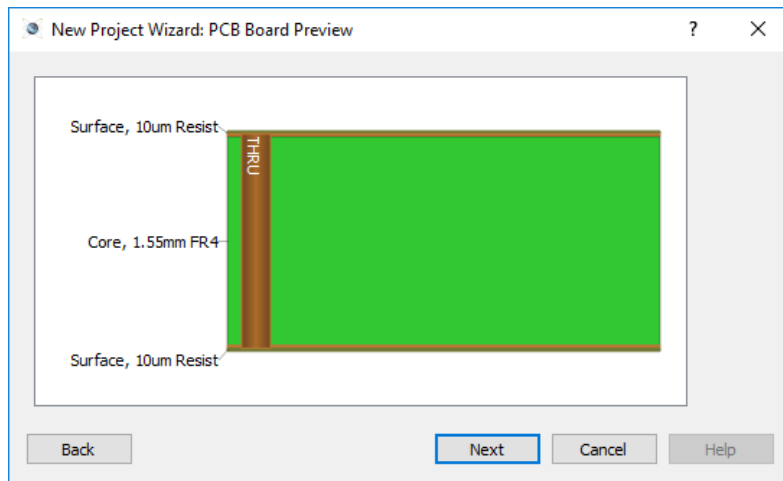 New Project Wizard: PCB Board Preview
Surface, 10um Resist
THRU
Core, 1.55mm FR4
Surface, 10um Resist
Back
Next
Cancel
Help